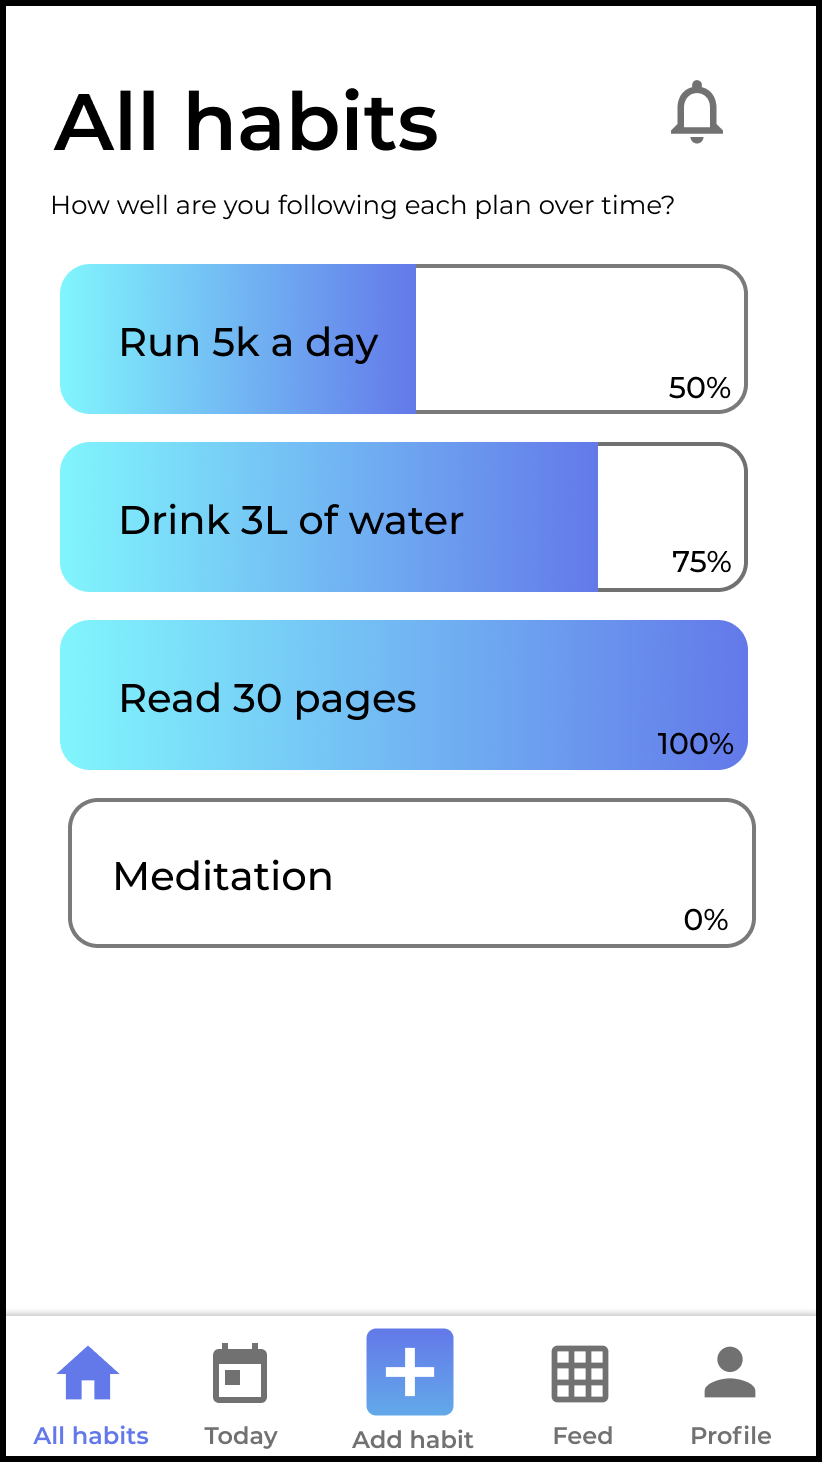 All habits
How well are you following each plan over time?
Run 5k a day
50%
Drink 3L of water
75%
Read 30 pages
100%
Meditation
0%
All habits
Today
Add habit
Feed
Profile